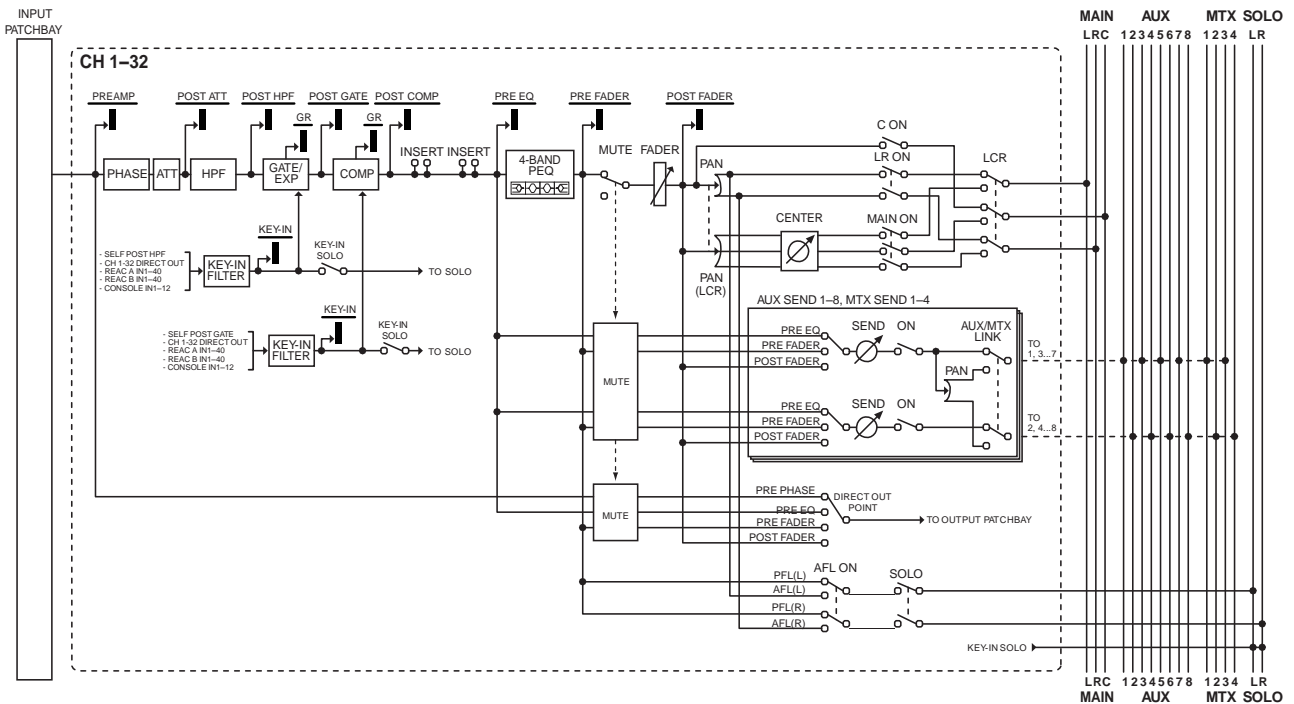 INPUT
PATCHBAY
MAIN AUX MTX SOLO
LRC 12345678 1234 LR
CH 1–32
PREAMP POST ATT POST HPF POST GATE POST COMP PRE EQ PRE FADER POST FADER
GR GR
C ON
INSERT INSERT
MUTE FADER
PAN
LR ON
LCR
PHASE ATT HPF
GATE/
EXP
COMP
4-BAND
PEQ
CENTER
MAIN ON
KEY-IN
KEY-IN
SOLO
- SELF POST HPF
- CH 1-32 DIRECT OUT
- REAC A IN1–40
- REAC B IN1–40
- CONSOLE IN1–12
KEY-IN
FILTER
TO SOLO
PAN
(LCR)
KEY-IN
KEY-IN
SOLO
- SELF POST GATE
- CH 1-32 DIRECT OUT
- REAC A IN1–40
- REAC B IN1–40
- CONSOLE IN1–12
KEY-IN
FILTER
TO SOLO
AUX SEND 1–8, MTX SEND 1–4
PRE EQ
PRE FADER
POST FADER
SEND ON
AUX/MTX
LINK
TO
1, 3...7
PAN
MUTE
PRE EQ
PRE FADER
POST FADER
SEND ON
TO
2, 4...8
MUTE
PRE PHASE
PRE EQ
PRE FADER
POST FADER
DIRECT OUT
POINT
TO OUTPUT PATCHBAY
AFL ON SOLO
PFL(L)
AFL(L)
PFL(R)
AFL(R)
KEY-IN SOLO
LRC 12345678 1234 LR
MAIN AUX MTX SOLO